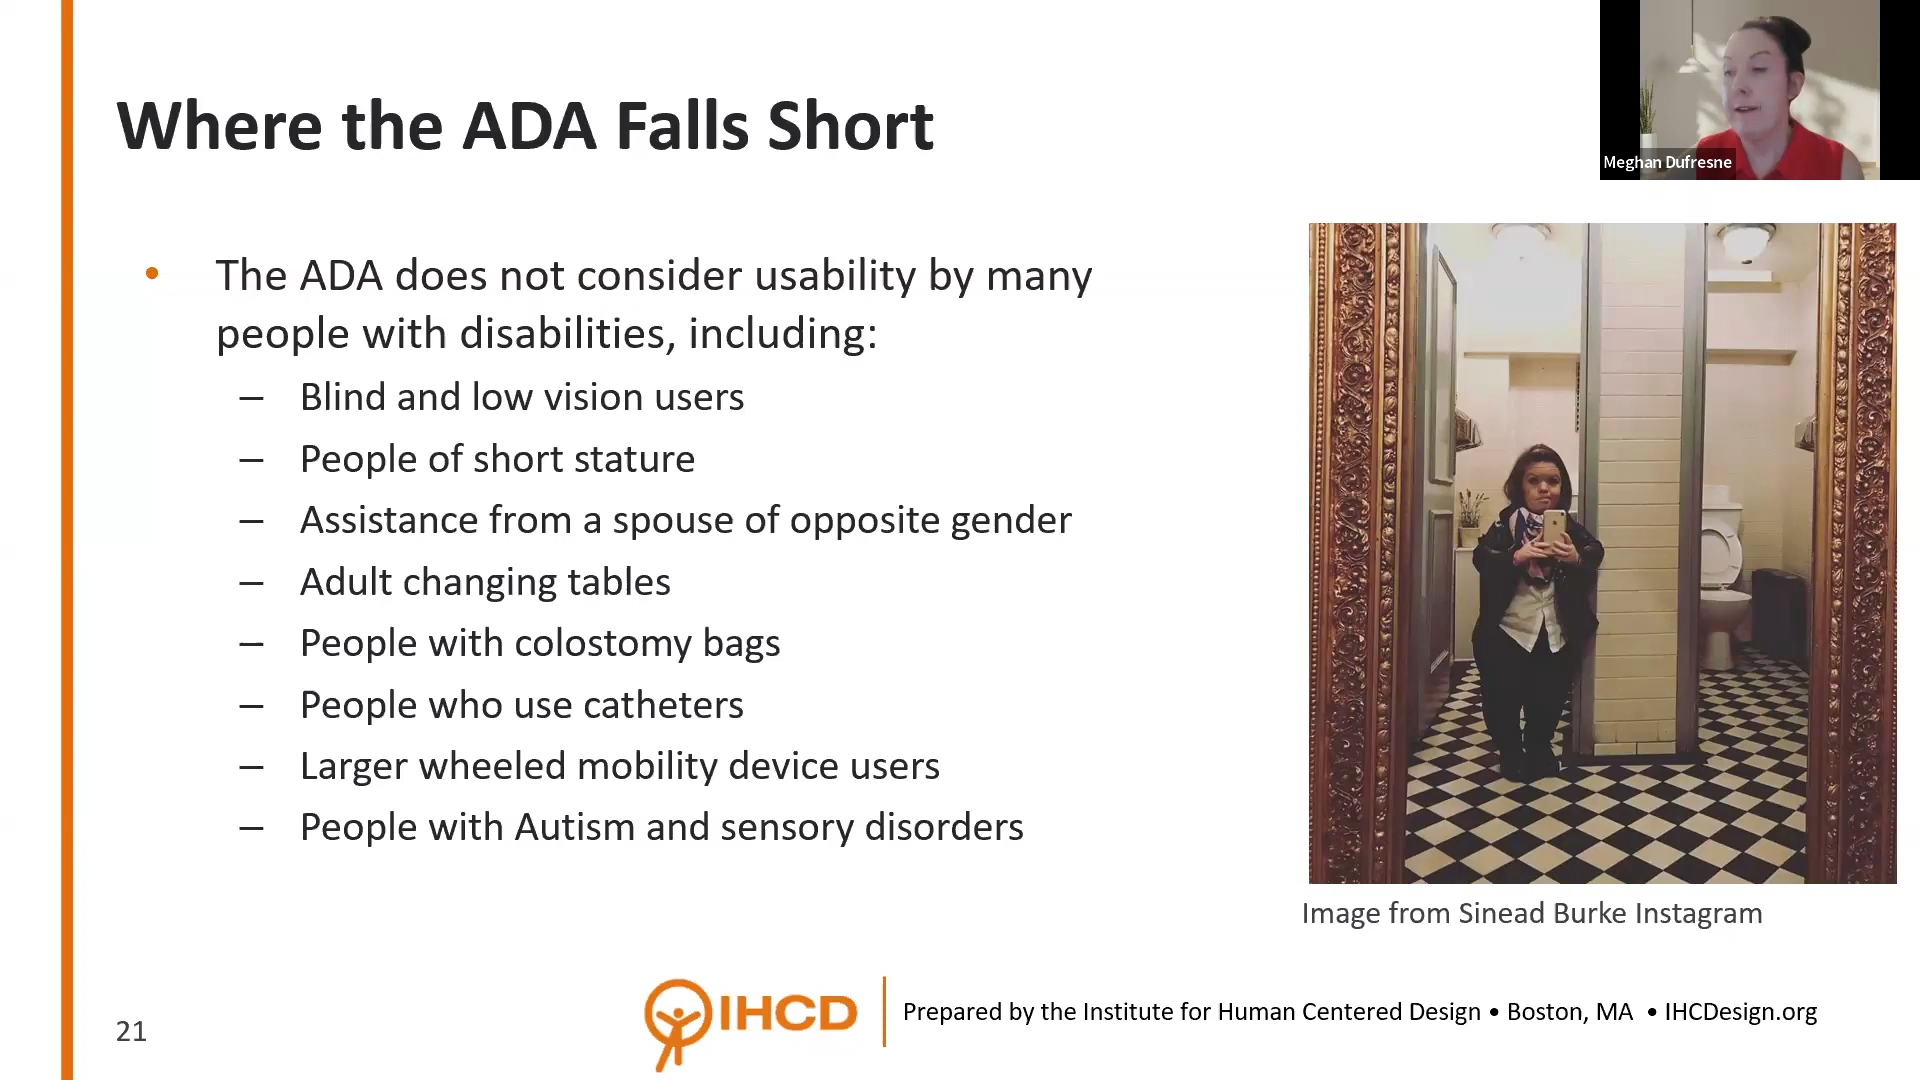 Where the ADA Falls Short
Meghan Dufresne
• The ADA does not consider usability by many
people with disabilities, including:
– Blind and low vision users
– People of short stature
– Assistance from a spouse of opposite gender
– Adult changing tables
– People with colostomy bags
– People who use catheters
– Larger wheeled mobility device users
– People with Autism and sensory disorders
Image from Sinead Burke Instagram
21
IHCD
Prepared by the Institute for Human Centered Design • Boston, MA • IHCDesign.org